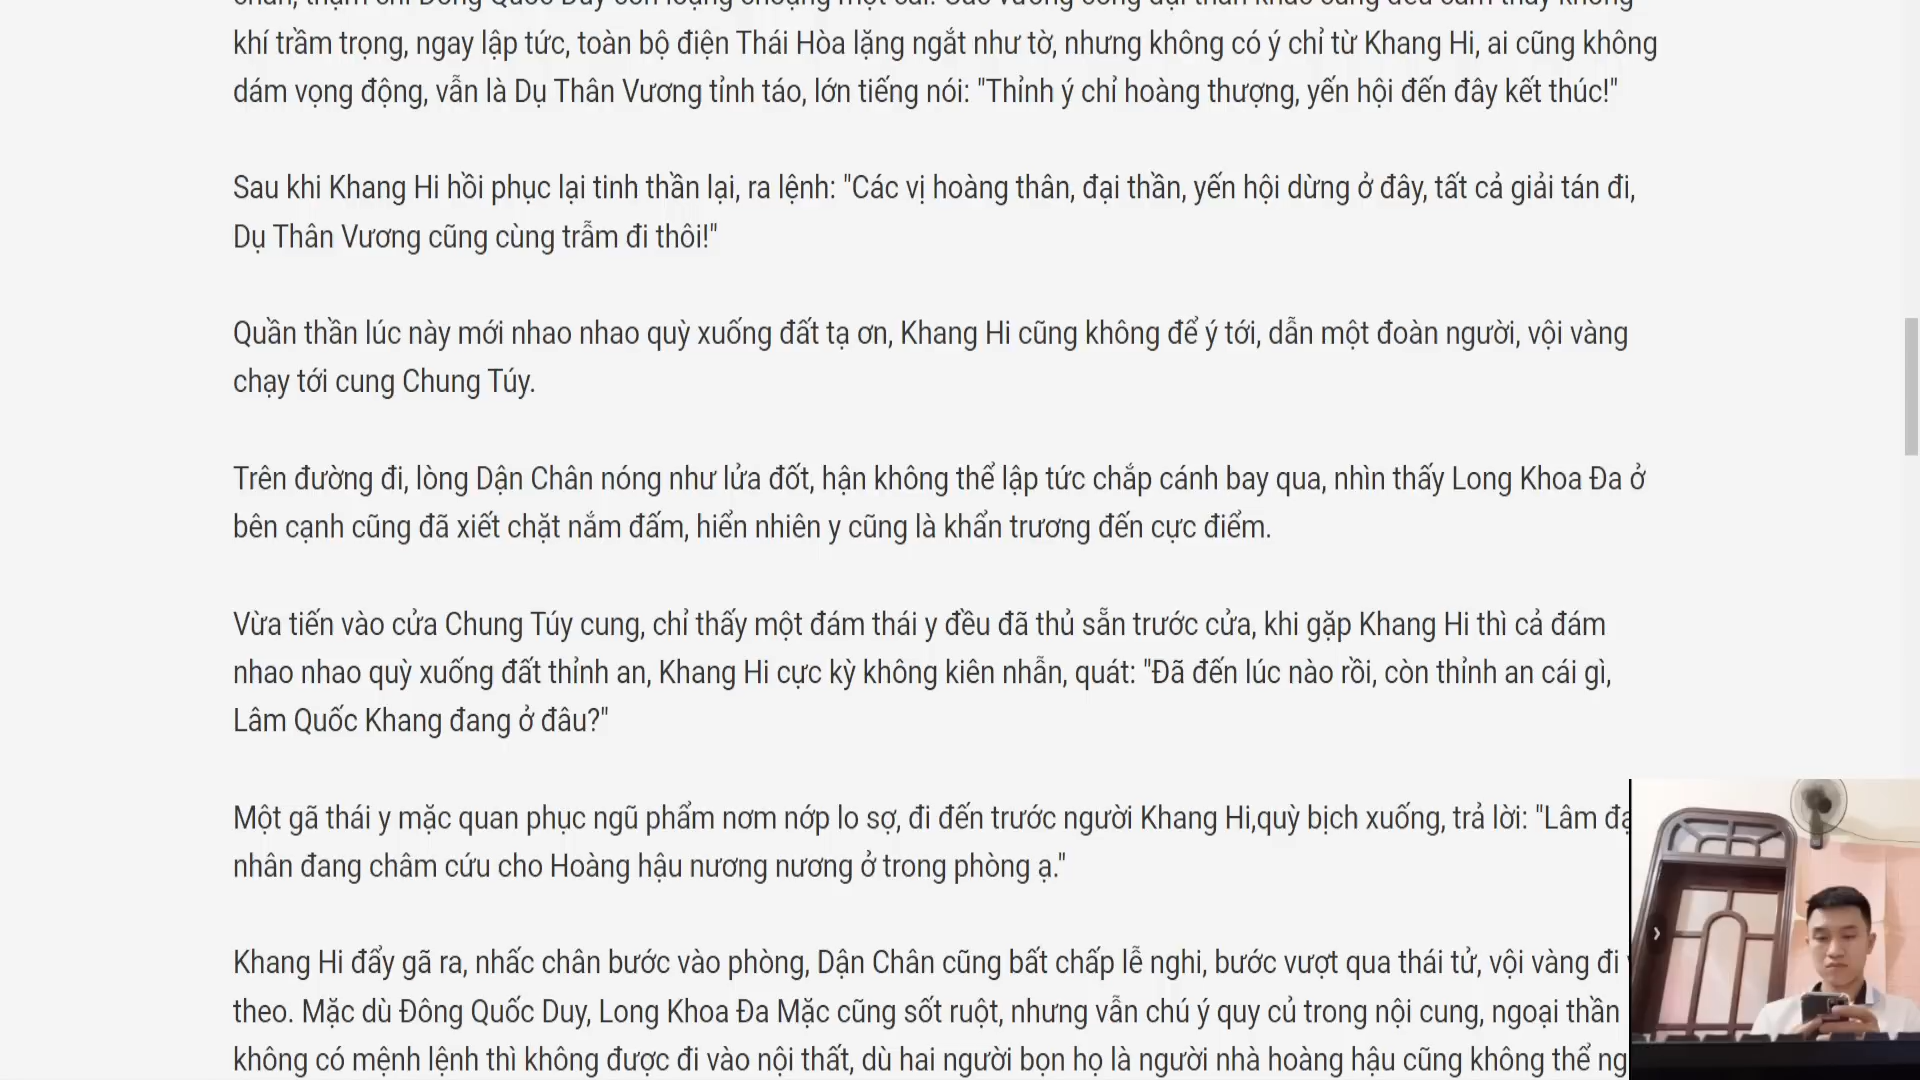 khí trầm trọng, ngay lập tức, toàn bộ điện Thái Hòa lặng ngắt như tờ, nhưng không có ý chỉ từ Khang Hi, ai cũng không
dám vọng động, vẫn là Dụ Thân Vương tỉnh táo, lớn tiếng nói: "Thỉnh ý chỉ hoàng thượng, yến hội đến đây kết thúc!"
Sau khi Khang Hi hồi phục lại tinh thần lại, ra lệnh: "Các vị hoàng thân, đại thần, yến hội dừng ở đây, tất cả giải tán đi,
Dụ Thân Vương cũng cùng trẫm đi thôi!"
Quần thần lúc này mới nhao nhao quỳ xuống đất tạ ơn, Khang Hi cũng không để ý tới, dẫn một đoàn người, vội vàng
chạy tới cung Chung Túy.
Trên đường đi, lòng Dận Chân nóng như lửa đốt, hận không thể lập tức chắp cánh bay qua, nhìn thấy Long Khoa Đa ở
bên cạnh cũng đã xiết chặt nắm đấm, hiển nhiên y cũng là khẩn trương đến cực điểm.
Vừa tiến vào cửa Chung Túy cung, chỉ thấy một đám thái y đều đã thủ sẵn trước cửa, khi gặp Khang Hi thì cả đám
nhao nhao quỳ xuống đất thỉnh an, Khang Hi cực kỳ không kiên nhẫn, quát: "Đã đến lúc nào rồi, còn thỉnh an cái gì,
Lâm Quốc Khang đang ở đâu?"
Một gã thái y mặc quan phục ngũ phẩm nơm nớp lo sợ, đi đến trước người Khang Hi,quỳ bịch xuống, trả lời: "Lâm
nhân đang châm cứu cho Hoàng hậu nương nương ở trong phòng ạ."
Khang Hi đẩy gã ra, nhấc chân bước vào phòng, Dận Chân cũng bất chấp lễ nghi, bước vượt qua thái tử, vội vàng đi
theo. Mặc dù Đông Quốc Duy, Long Khoa Đa Mặc cũng sốt ruột, nhưng vẫn chú ý quy củ trong nội cung, ngoại thần
không có mệnh lệnh thì không được đi vào nội thất, dù hai người bọn họ là người nhà hoàng hậu cũng không thể